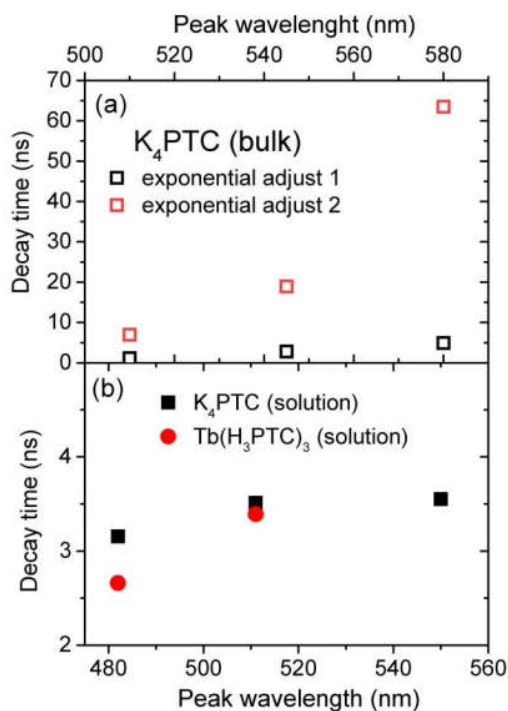 Peak wavelenght (nm)
500 520 540 560 580
(a)
K₄PTC (bulk)
exponential adjust 1
exponential adjust 2
Decay time (ns)
70
60
50
40
30
20
10
0
(b)
K₄PTC (solution)
Tb(H₃PTC)₃ (solution)
Decay time (ns)
4
3
2
480 500 520 540 560
Peak wavelength (nm)